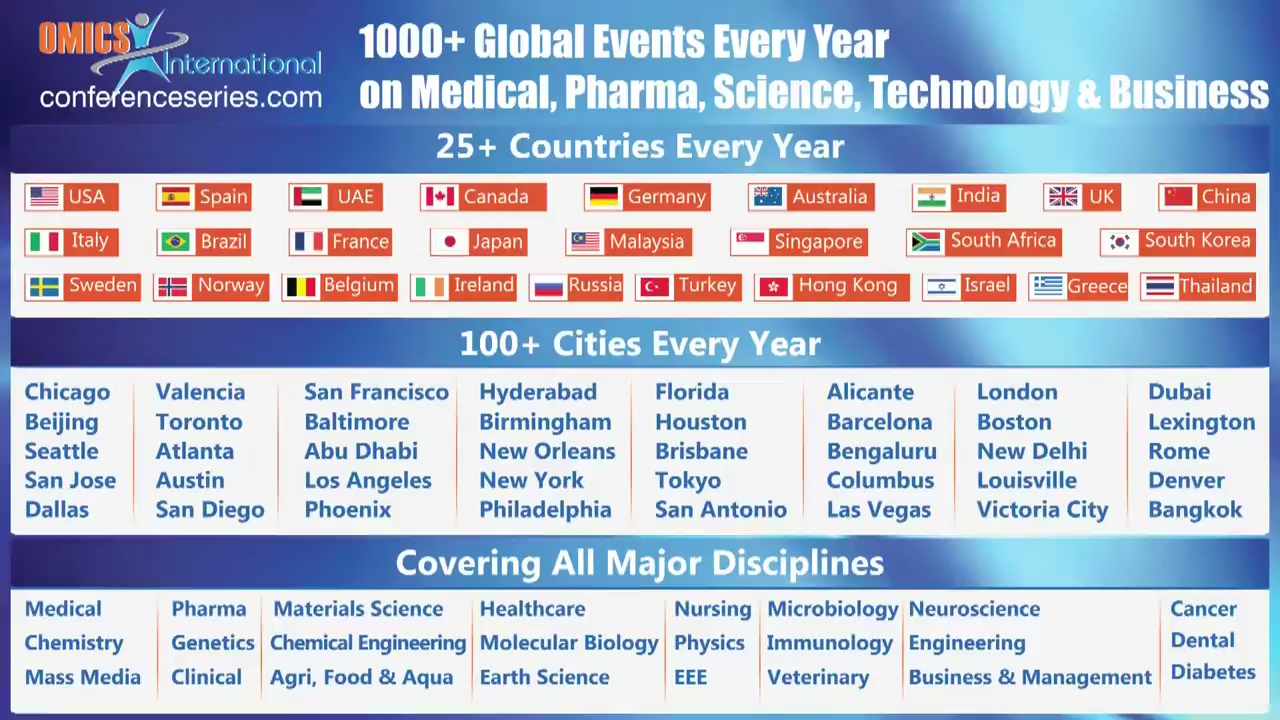 OMICS International
conferenceseries.com
1000+ Global Events Every Year
on Medical, Pharma, Science, Technology & Business
25+ Countries Every Year
USA Spain UAE Canada Germany Australia India UK China
Italy Brazil France Japan Malaysia Singapore South Africa South Korea
Sweden Norway Belgium Ireland Russia Turkey Hong Kong Israel Greece Thailand
100+ Cities Every Year
Chicago Valencia San Francisco Hyderabad Florida Alicante London Dubai
Beijing Toronto Baltimore Birmingham Houston Barcelona Boston Lexington
Seattle Atlanta Abu Dhabi New Orleans Brisbane Bengaluru New Delhi Rome
San Jose Austin Los Angeles New York Tokyo Columbus Louisville Denver
Dallas San Diego Phoenix Philadelphia San Antonio Las Vegas Victoria City Bangkok
Covering All Major Disciplines
Medical Pharma Materials Science Healthcare Nursing Microbiology Neuroscience Cancer
Chemistry Genetics Chemical Engineering Molecular Biology Physics Immunology Engineering Dental
Mass Media Clinical Agri, Food & Aqua Earth Science EEE Veterinary Business & Management Diabetes